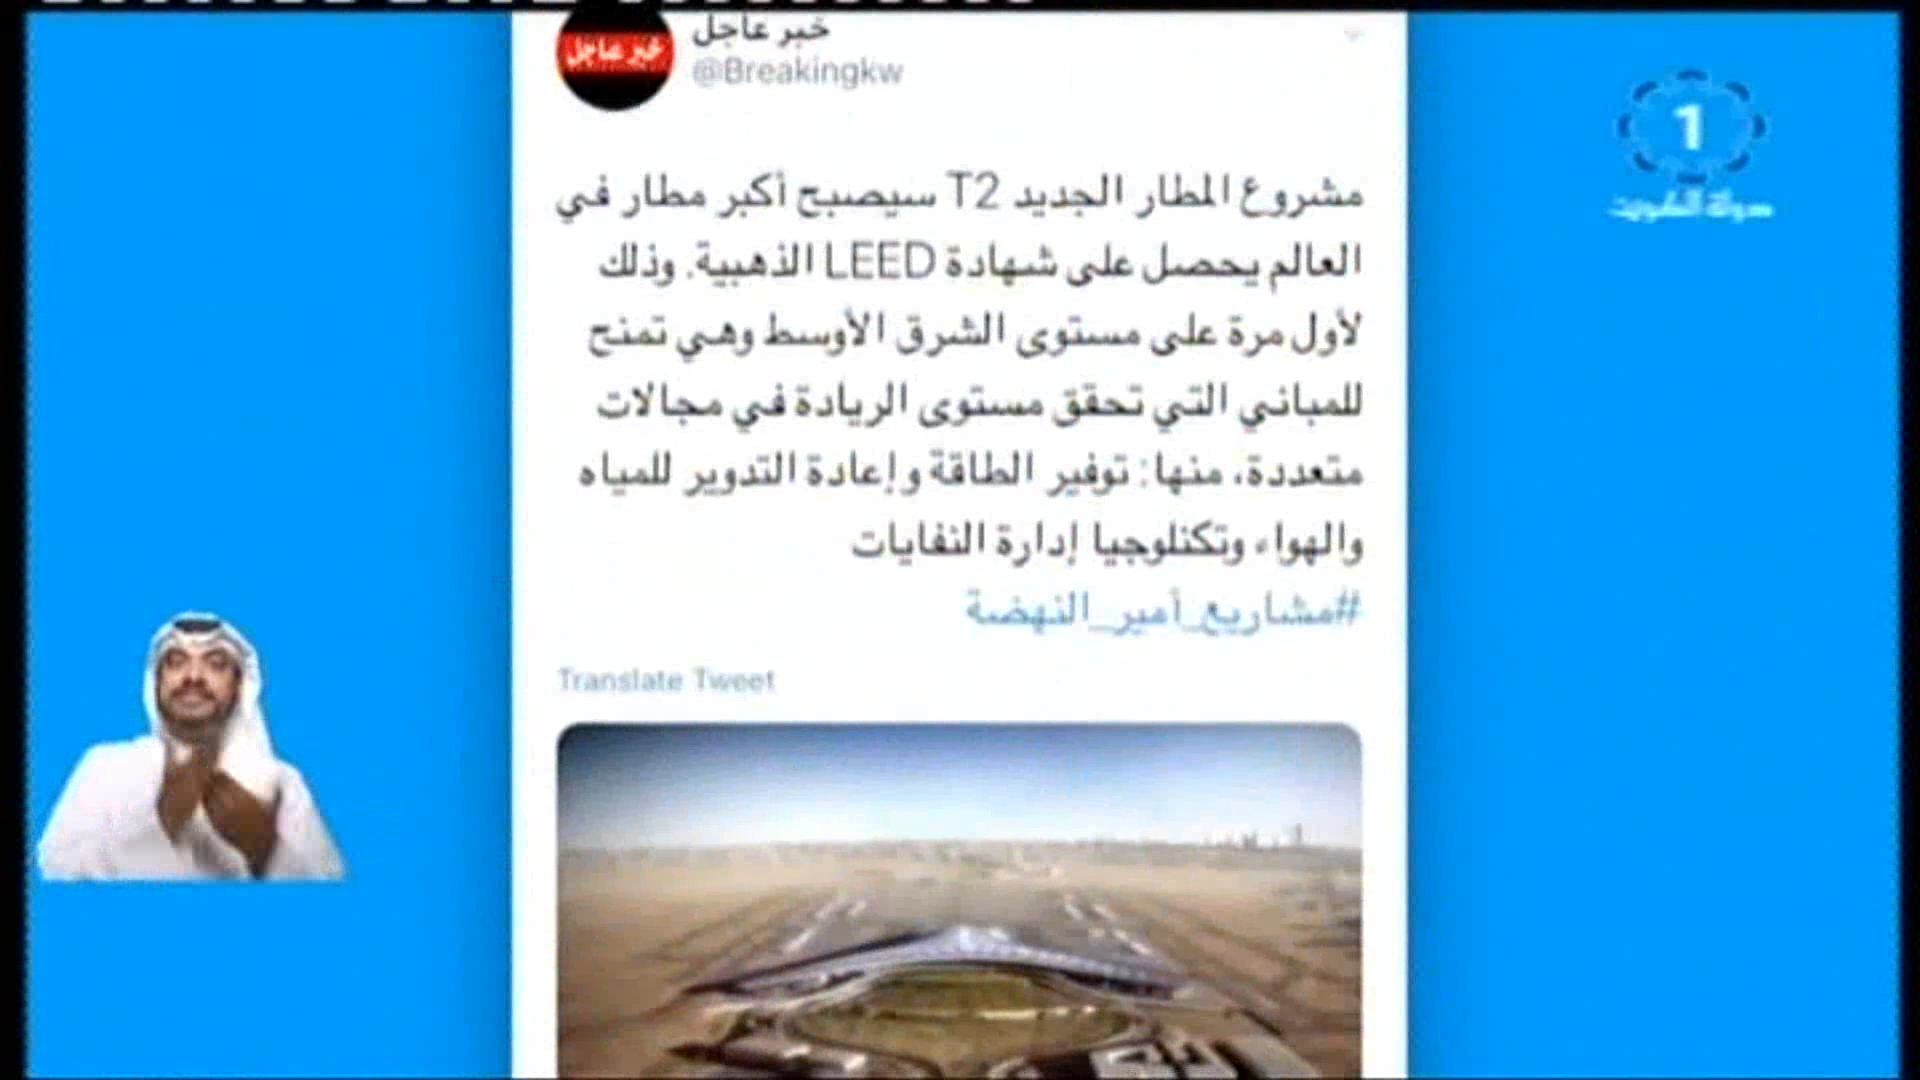 خبر عاجل
خبر عاجل
@Breakingkw
1
دولة الكويت
مشروع المطار الجديد T2 سيصبح أكبر مطار في
العالم يحصل على شهادة LEED الذهبية. وذلك
لأول مرة على مستوى الشرق الأوسط وهي تمنح
للمباني التي تحقق مستوى الريادة في مجالات
متعددة، منها: توفير الطاقة وإعادة التدوير للمياه
والهواء وتكنلوجيا إدارة النفايات
#مشاريع_أمير_النهضة
Translate Tweet